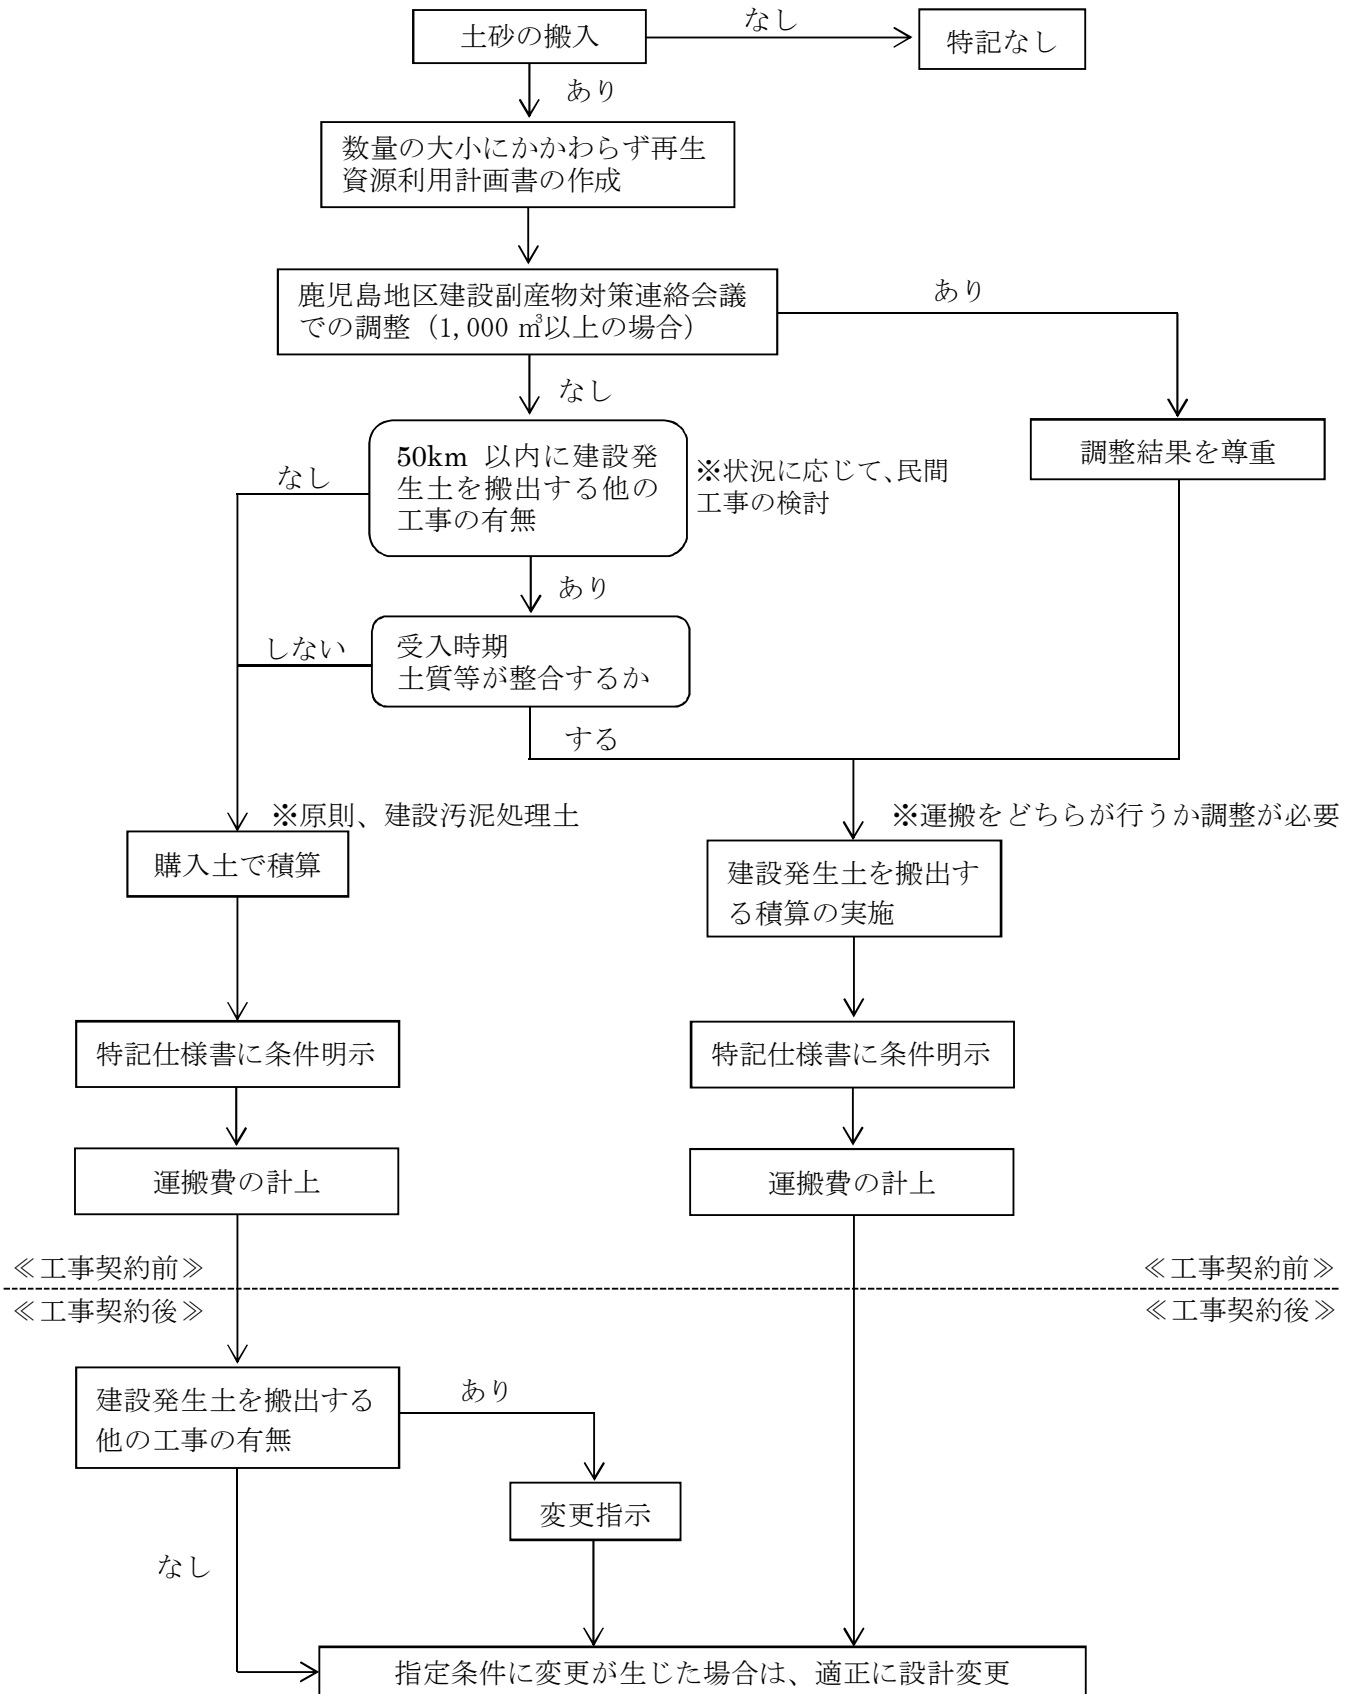 土砂の搬入
なし
特記なし
あり
数量の大小にかかわらず再生
資源利用計画書の作成
鹿児島地区建設副産物対策連絡会議
での調整（1,000 ㎥以上の場合）
あり
なし
調整結果を尊重
50km 以内に建設発
生土を搬出する他の
工事の有無
※状況に応じて、民間
工事の検討
なし
あり
受入時期
土質等が整合するか
しない
する
※原則、建設汚泥処理土
※運搬をどちらが行うか調整が必要
購入土で積算
建設発生土を搬出す
る積算の実施
特記仕様書に条件明示
特記仕様書に条件明示
運搬費の計上
運搬費の計上
≪工事契約前≫
≪工事契約前≫
≪工事契約後≫
≪工事契約後≫
建設発生土を搬出する
他の工事の有無
あり
変更指示
なし
指定条件に変更が生じた場合は、適正に設計変更